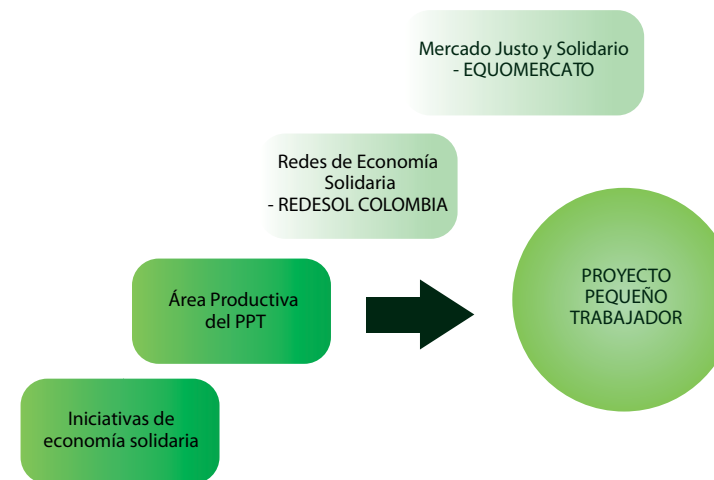 Mercado Justo y Solidario
- EQUOMERCATO
Redes de Economía
Solidaria
- REDESOL COLOMBIA
PROYECTO
PEQUEÑO
TRABAJADOR
Área Productiva
del PPT
Iniciativas de
economía solidaria